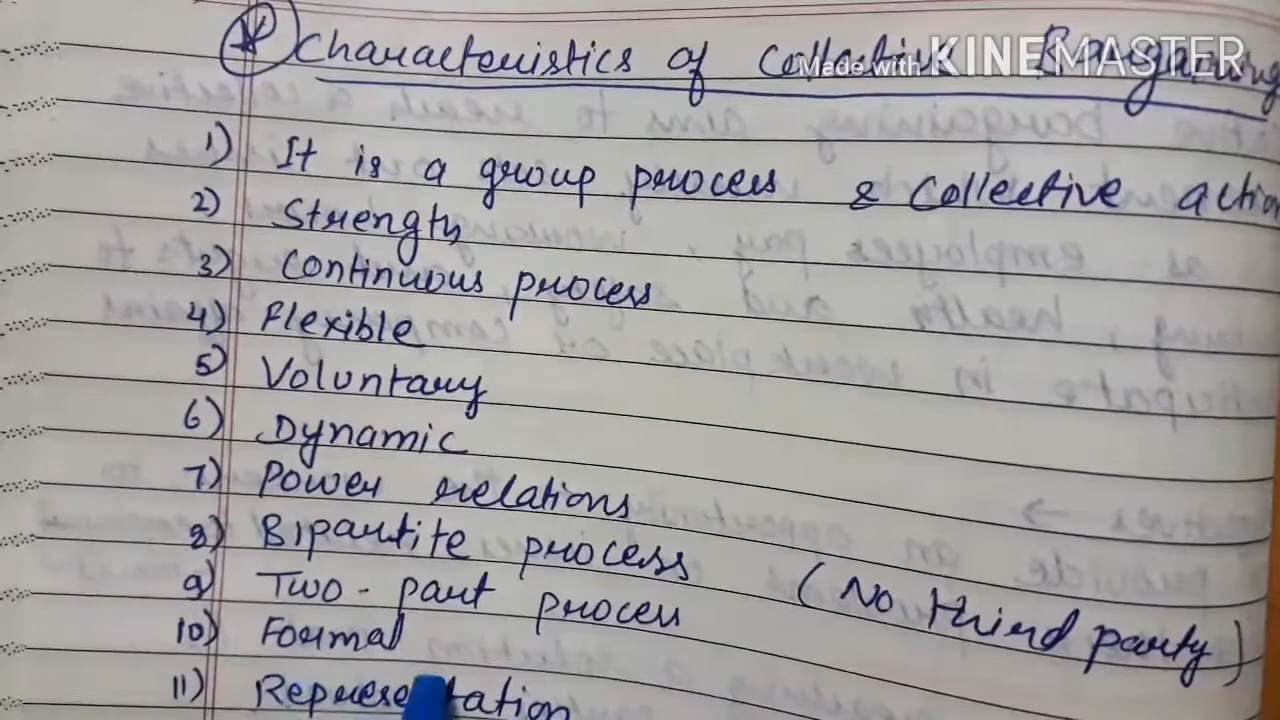 Characteristics of Collective Bargaining
Made with KINEMASTER
1) It is a group process & Collective action
2) Strength
3) Continuous process
4) Flexible
5) Voluntary
6) Dynamic
7) Power relations
8) Bipartite process (No third party)
9) Two-part process
10) Formal
11) Representation